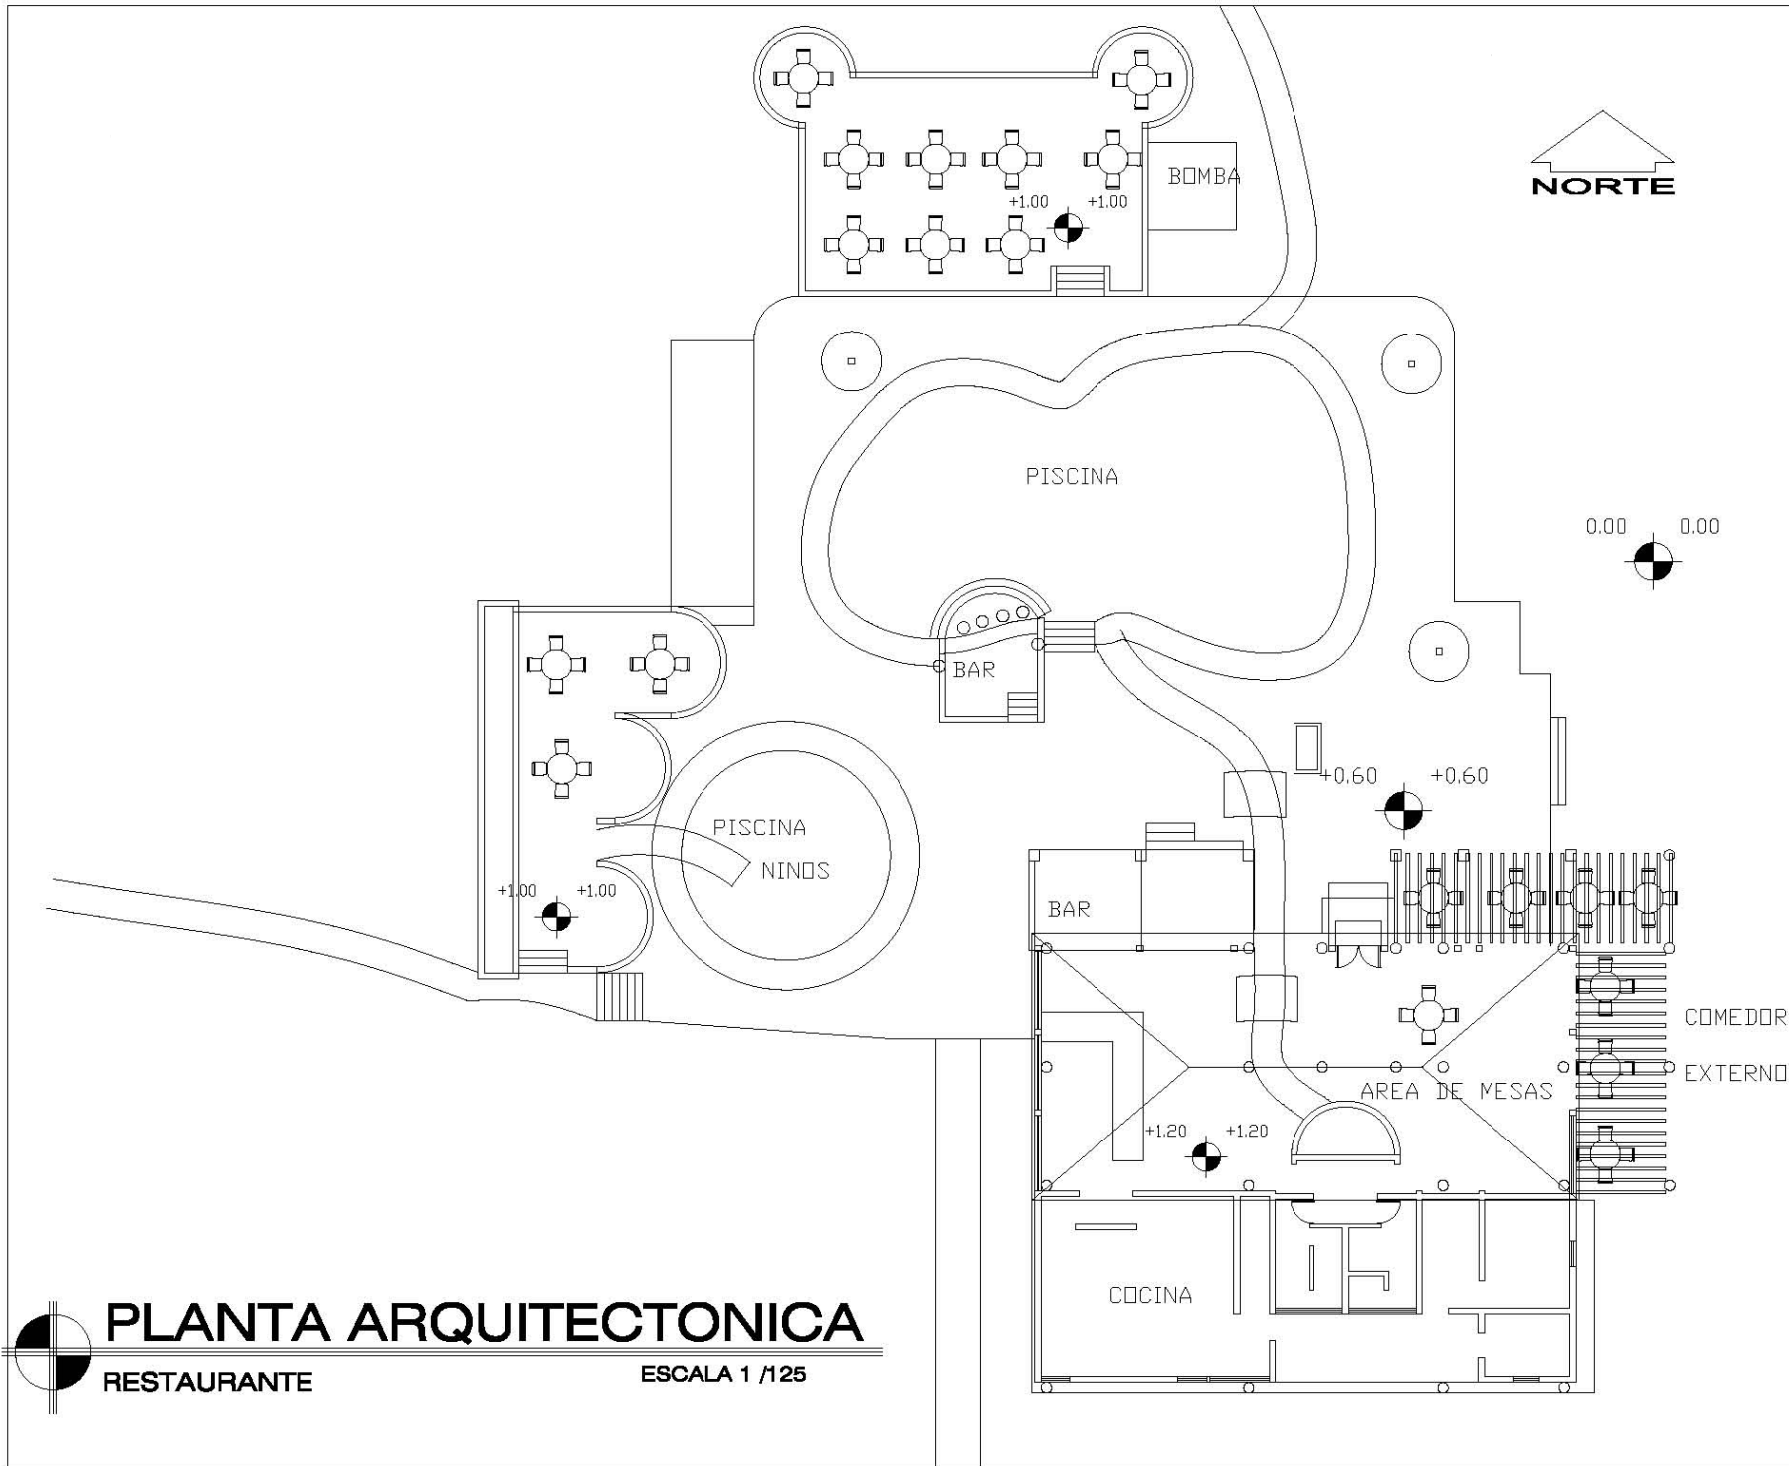 NORTE
BOMBA
+1.00 +1.00
PISCINA
0.00 0.00
BAR
+0.60 +0.60
PISCINA
NINOS
+1.00 +1.00
BAR
COMEDOR
EXTERNO
AREA DE MESAS
+1.20 +1.20
COCINA
PLANTA ARQUITECTONICA
RESTAURANTE
ESCALA 1 /125